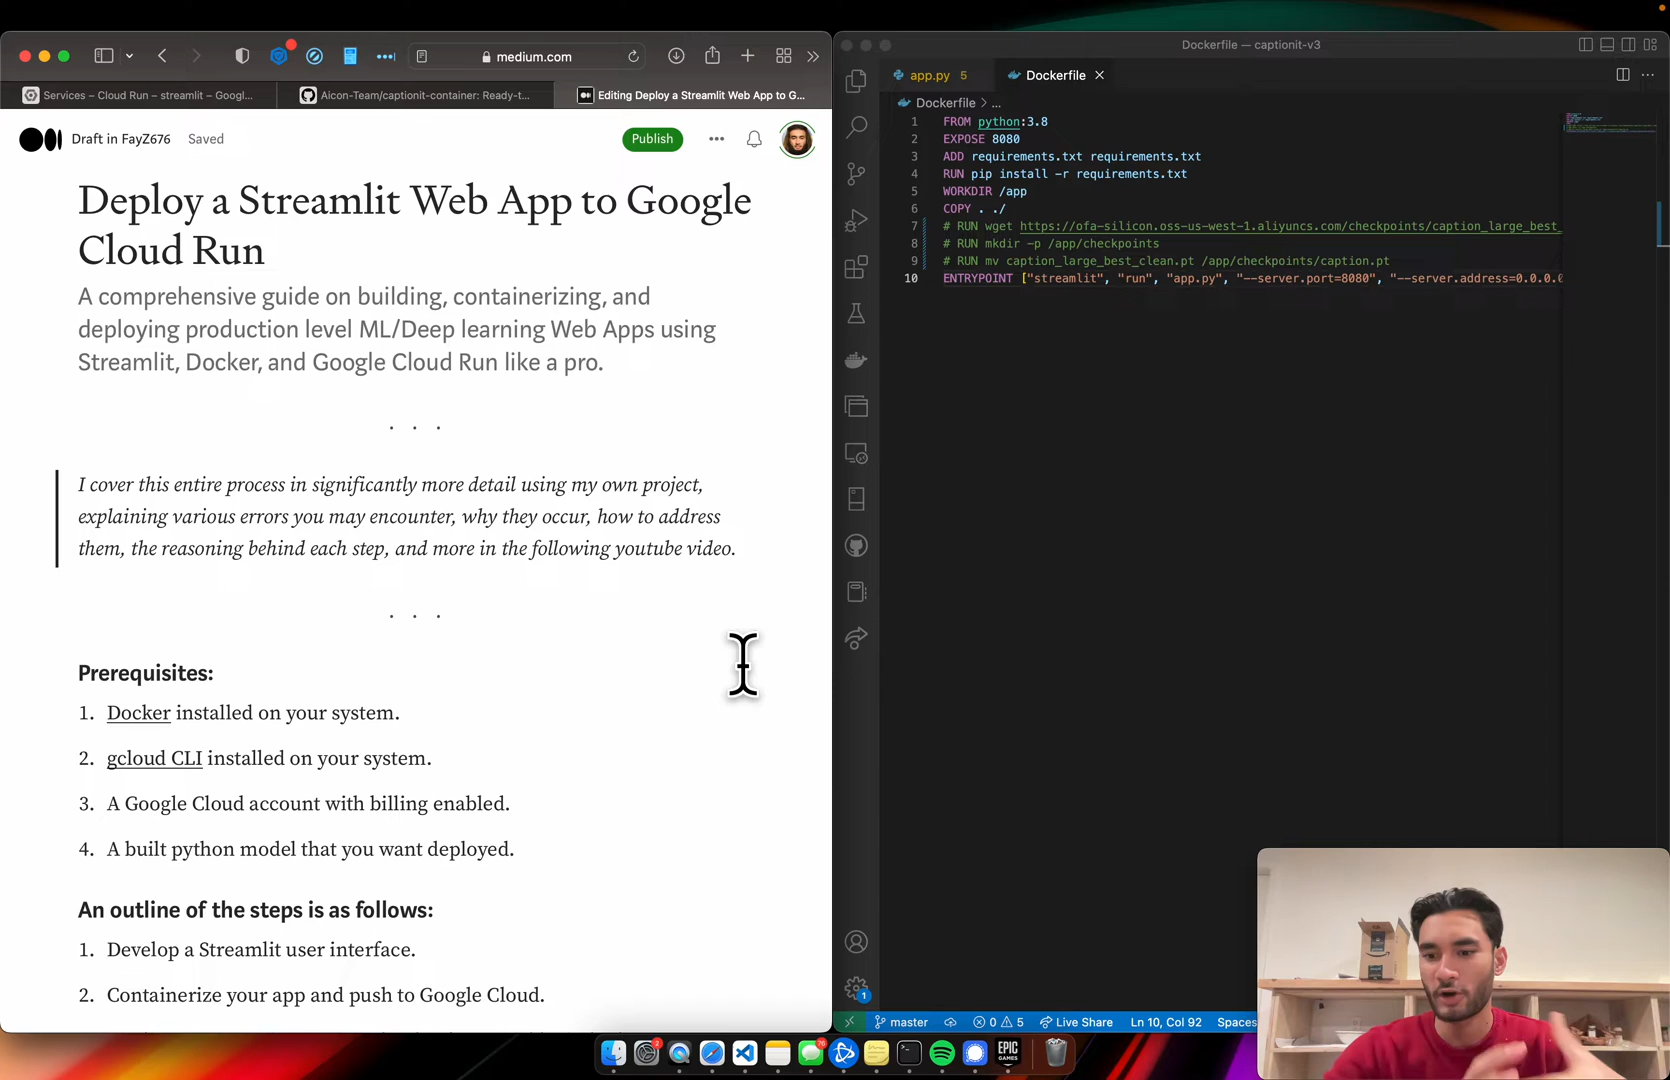 medium.com
Services – Cloud Run – streamlit – Googl...
Aicon-Team/captionit-container: Ready-t...
Editing Deploy a Streamlit Web App to G...
Draft in FayZ676
Saved
Publish
Deploy a Streamlit Web App to Google
Cloud Run
A comprehensive guide on building, containerizing, and
deploying production level ML/Deep learning Web Apps using
Streamlit, Docker, and Google Cloud Run like a pro.
. . .
I cover this entire process in significantly more detail using my own project,
explaining various errors you may encounter, why they occur, how to address
them, the reasoning behind each step, and more in the following youtube video.
. . .
Prerequisites:
1. Docker installed on your system.
2. gcloud CLI installed on your system.
3. A Google Cloud account with billing enabled.
4. A built python model that you want deployed.
An outline of the steps is as follows:
1. Develop a Streamlit user interface.
2. Containerize your app and push to Google Cloud.
Dockerfile — captionit-v3
app.py 5
Dockerfile
Dockerfile > ...
1 FROM python:3.8
2 EXPOSE 8080
3 ADD requirements.txt requirements.txt
4 RUN pip install -r requirements.txt
5 WORKDIR /app
6 COPY . ./
7 # RUN wget https://ofa-silicon.oss-us-west-1.aliyuncs.com/checkpoints/caption_large_best_
8 # RUN mkdir -p /app/checkpoints
9 # RUN mv caption_large_best_clean.pt /app/checkpoints/caption.pt
10 ENTRYPOINT ["streamlit", "run", "app.py", "--server.port=8080", "--server.address=0.0.0.0
1
master
0
5
Live Share
Ln 10, Col 92
Spaces
2
76
EPIC
GAMES